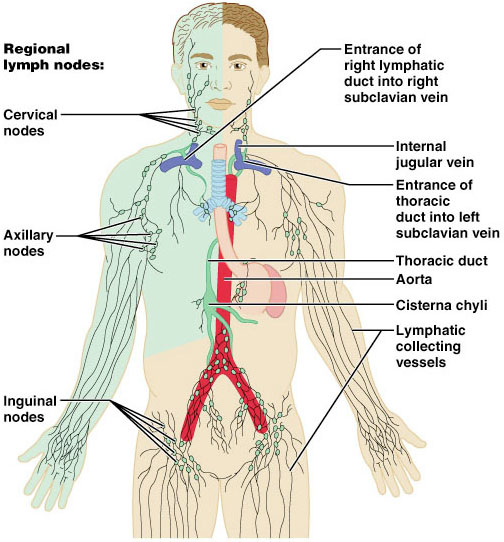 Regional
lymph nodes:
Cervical
nodes
Axillary
nodes
Inguinal
nodes
Entrance of
right lymphatic
duct into right
subclavian vein
Internal
jugular vein
Entrance of
thoracic
duct into left
subclavian vein
Thoracic duct
Aorta
Cisterna chyli
Lymphatic
collecting
vessels